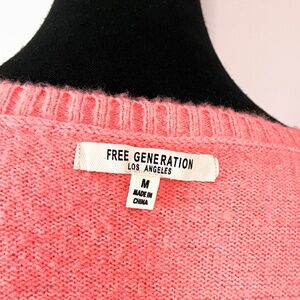 FREE GENERATION
LOS ANGELES
M
MADE IN
CHINA